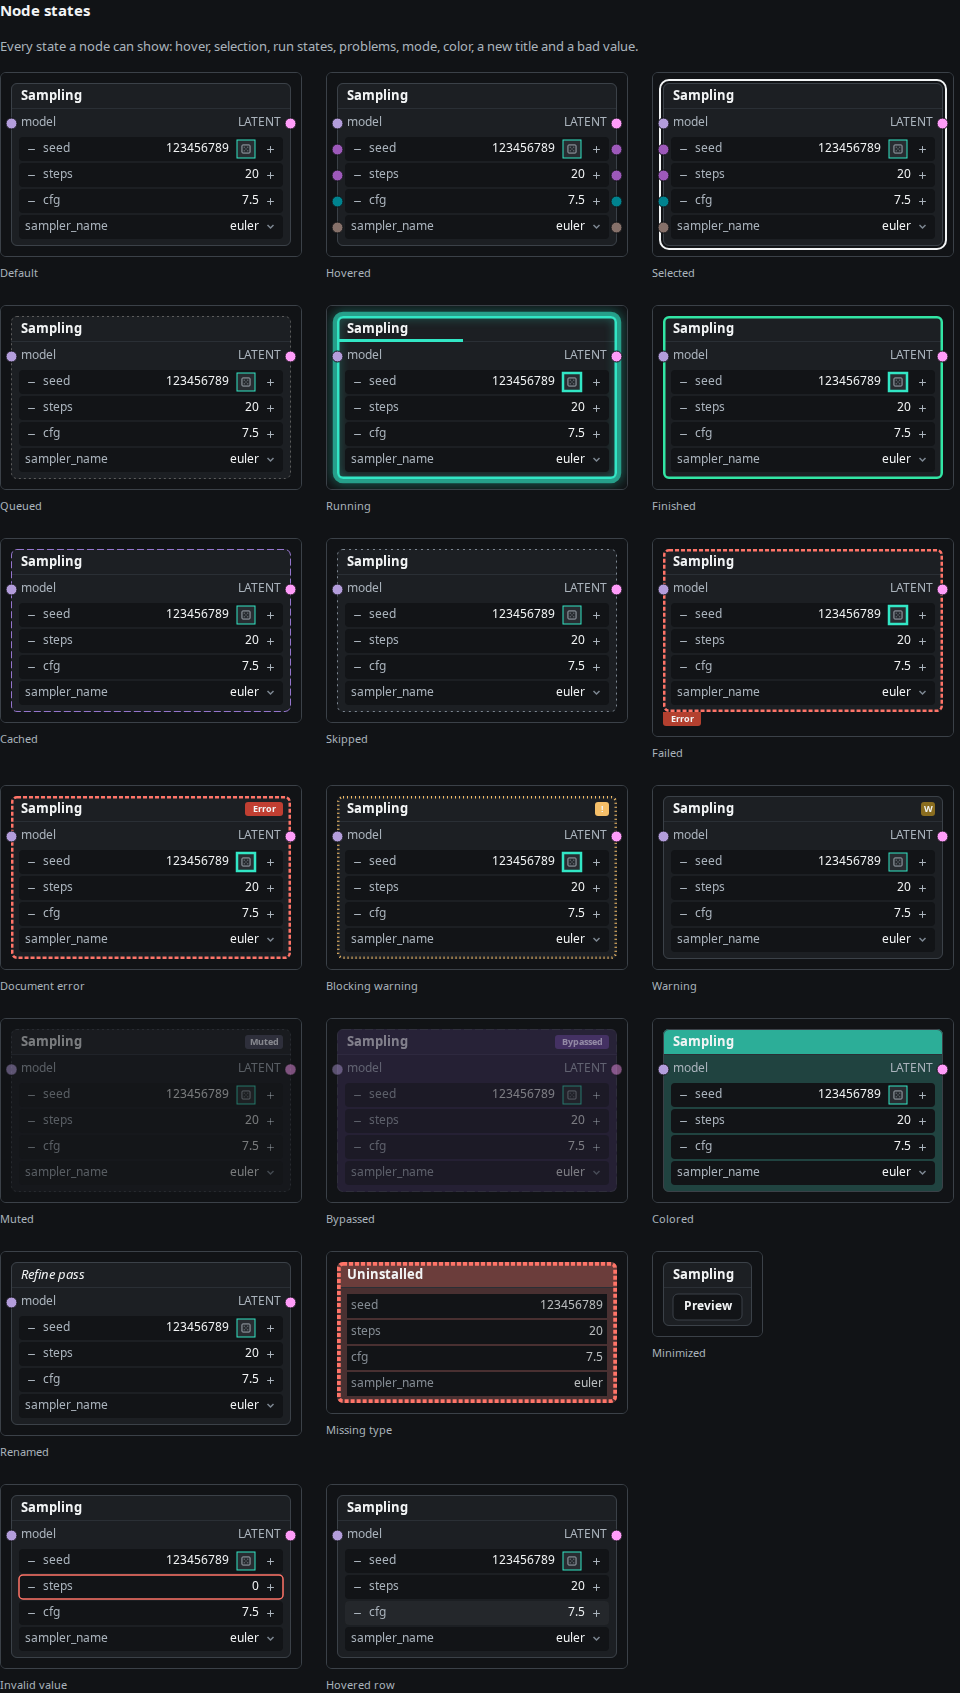 Node states
Every state a node can show: hover, selection, run states, problems, mode, color, a new title and a bad value.
Sampling
model LATENT
– seed 123456789 +
– steps 20 +
– cfg 7.5 +
sampler_name euler
Default
Sampling
model LATENT
– seed 123456789 +
– steps 20 +
– cfg 7.5 +
sampler_name euler
Hovered
Sampling
model LATENT
– seed 123456789 +
– steps 20 +
– cfg 7.5 +
sampler_name euler
Selected
Sampling
model LATENT
– seed 123456789 +
– steps 20 +
– cfg 7.5 +
sampler_name euler
Queued
Sampling
model LATENT
– seed 123456789 +
– steps 20 +
– cfg 7.5 +
sampler_name euler
Running
Sampling
model LATENT
– seed 123456789 +
– steps 20 +
– cfg 7.5 +
sampler_name euler
Finished
Sampling
model LATENT
– seed 123456789 +
– steps 20 +
– cfg 7.5 +
sampler_name euler
Cached
Sampling
model LATENT
– seed 123456789 +
– steps 20 +
– cfg 7.5 +
sampler_name euler
Skipped
Sampling
model LATENT
– seed 123456789 +
– steps 20 +
– cfg 7.5 +
sampler_name euler
Error
Failed
Sampling Error
model LATENT
– seed 123456789 +
– steps 20 +
– cfg 7.5 +
sampler_name euler
Document error
Sampling !
model LATENT
– seed 123456789 +
– steps 20 +
– cfg 7.5 +
sampler_name euler
Blocking warning
Sampling W
model LATENT
– seed 123456789 +
– steps 20 +
– cfg 7.5 +
sampler_name euler
Warning
Sampling Muted
model LATENT
– seed 123456789 +
– steps 20 +
– cfg 7.5 +
sampler_name euler
Muted
Sampling Bypassed
model LATENT
– seed 123456789 +
– steps 20 +
– cfg 7.5 +
sampler_name euler
Bypassed
Sampling
model LATENT
– seed 123456789 +
– steps 20 +
– cfg 7.5 +
sampler_name euler
Colored
Refine pass
model LATENT
– seed 123456789 +
– steps 20 +
– cfg 7.5 +
sampler_name euler
Renamed
Uninstalled
seed 123456789
steps 20
cfg 7.5
sampler_name euler
Missing type
Sampling
Preview
Minimized
Sampling
model LATENT
– seed 123456789 +
– steps 0 +
– cfg 7.5 +
sampler_name euler
Invalid value
Sampling
model LATENT
– seed 123456789 +
– steps 20 +
– cfg 7.5 +
sampler_name euler
Hovered row